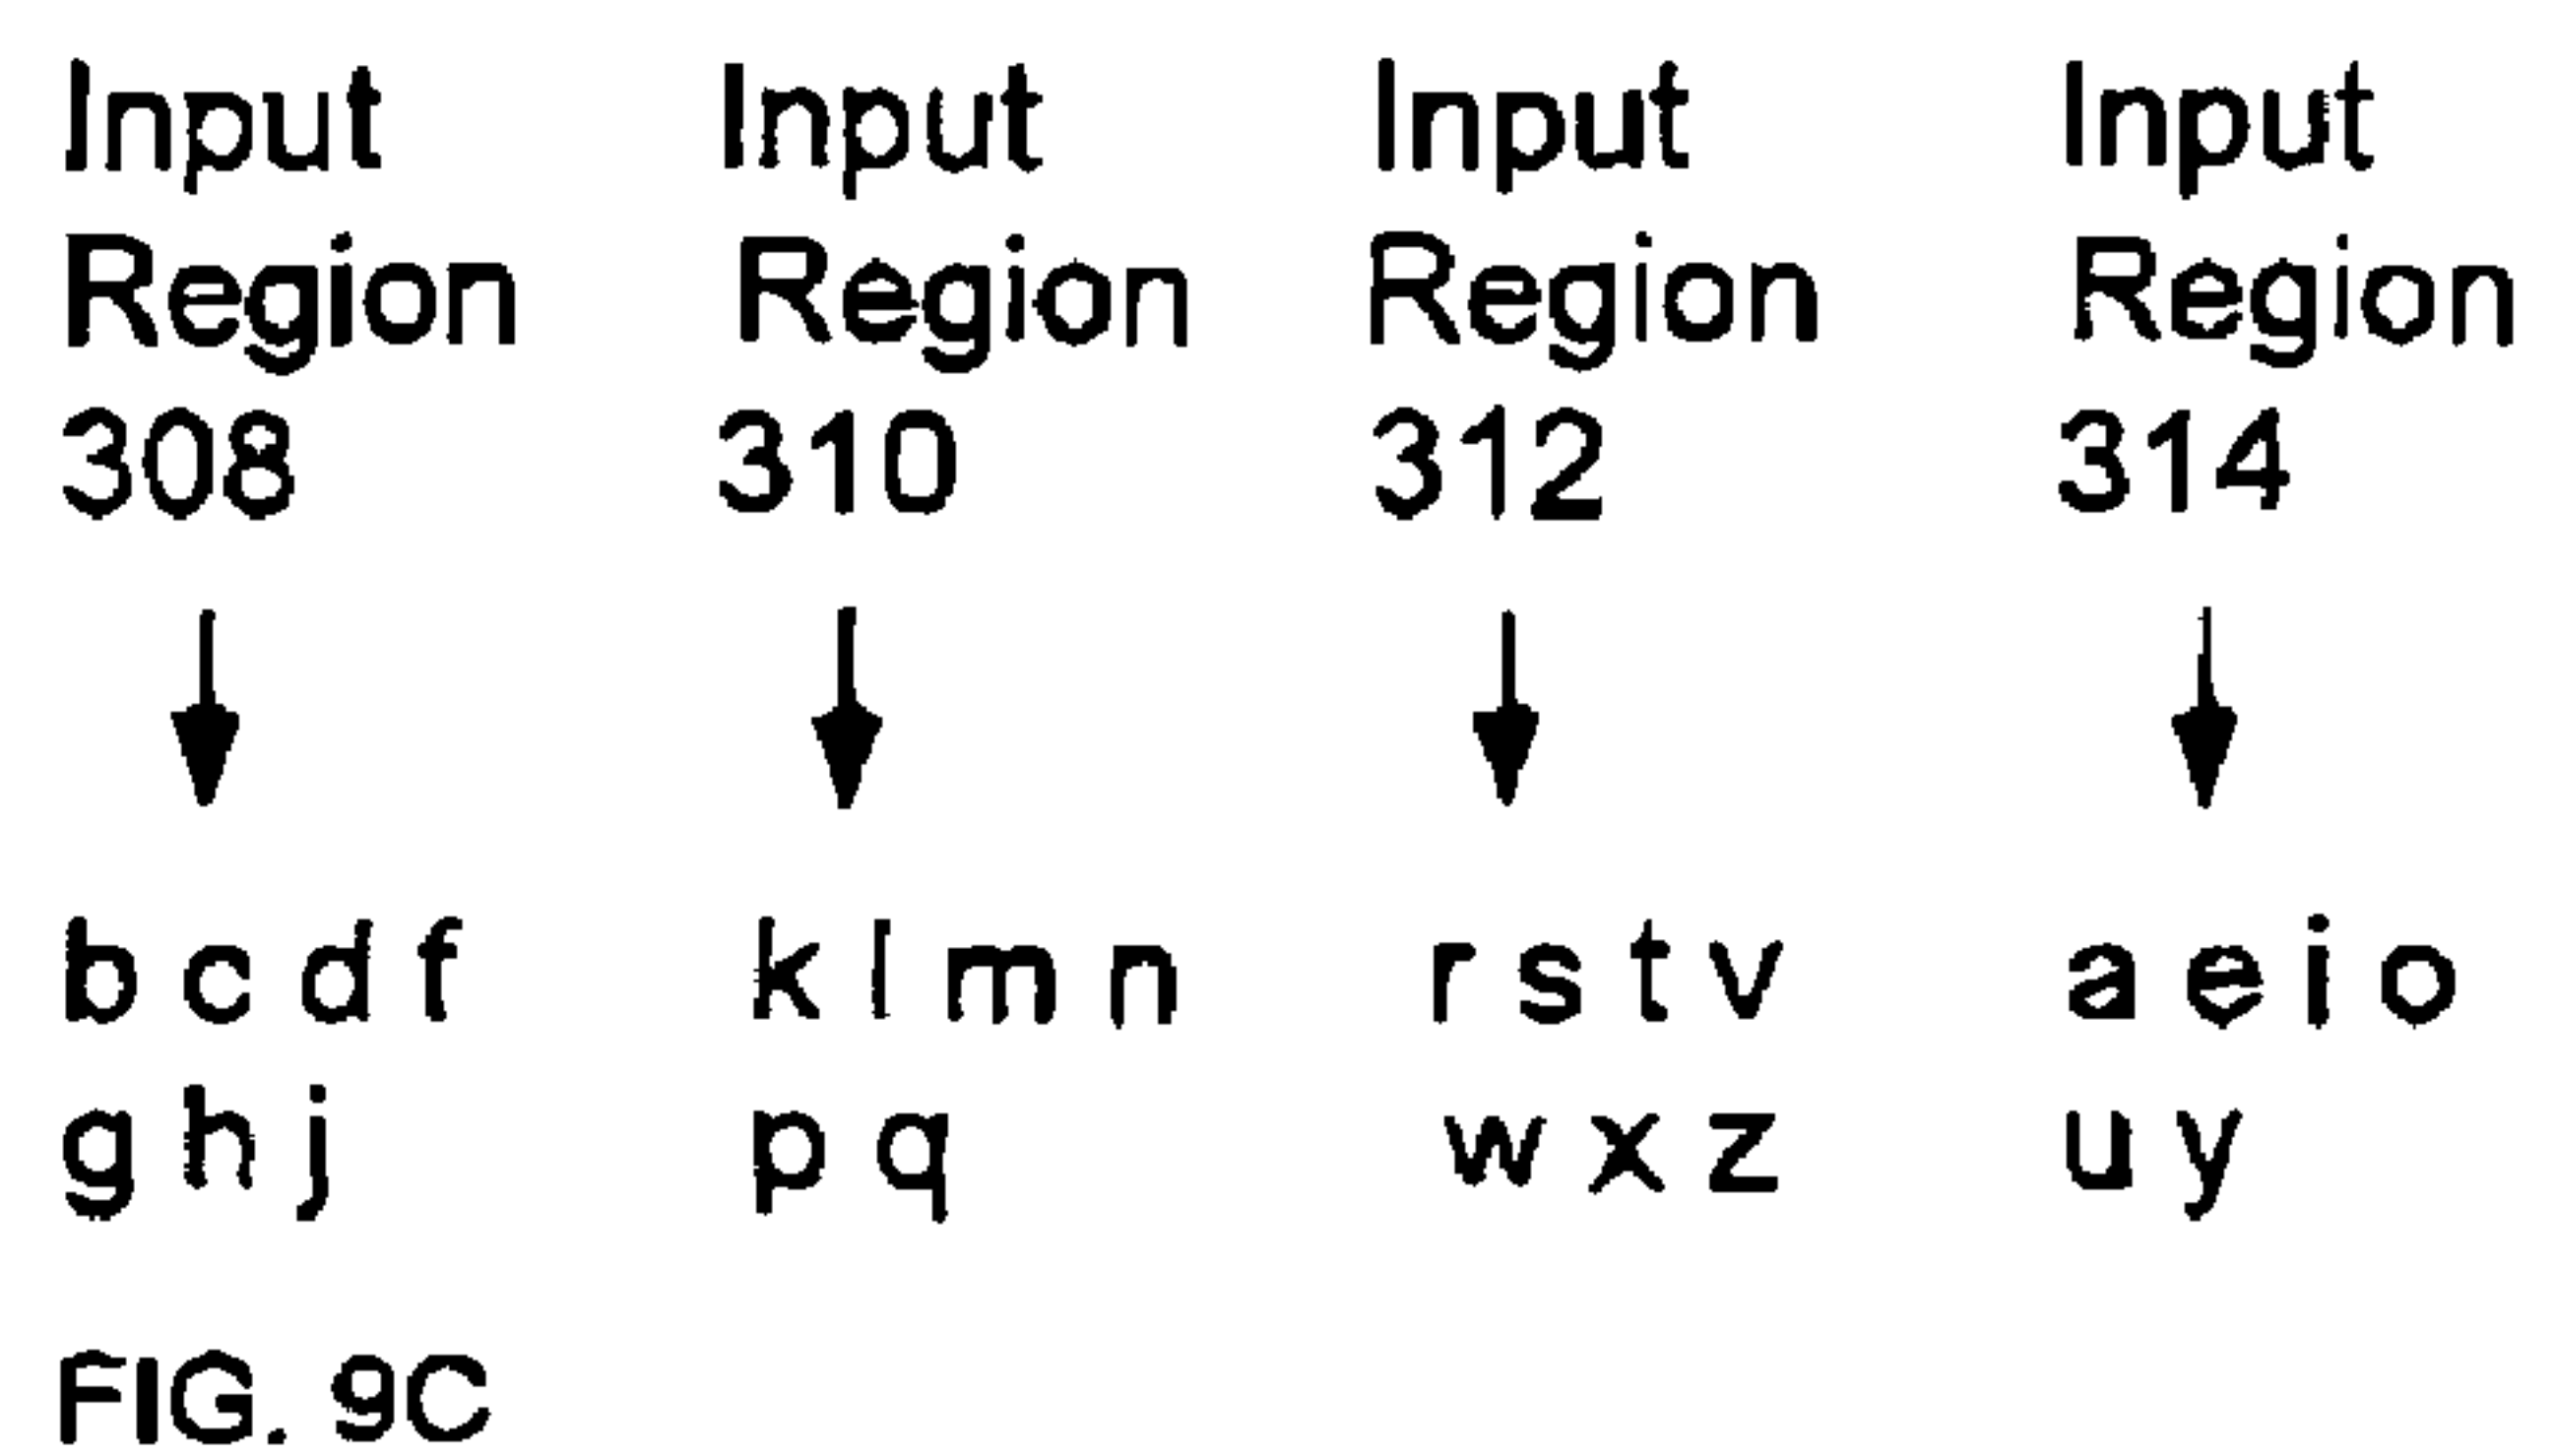 Input Input Input Input
Region Region Region Region
308 310 312 314
b c d f k l m n r s t v a e i o
g h j p q w x z u y
FIG. 9C